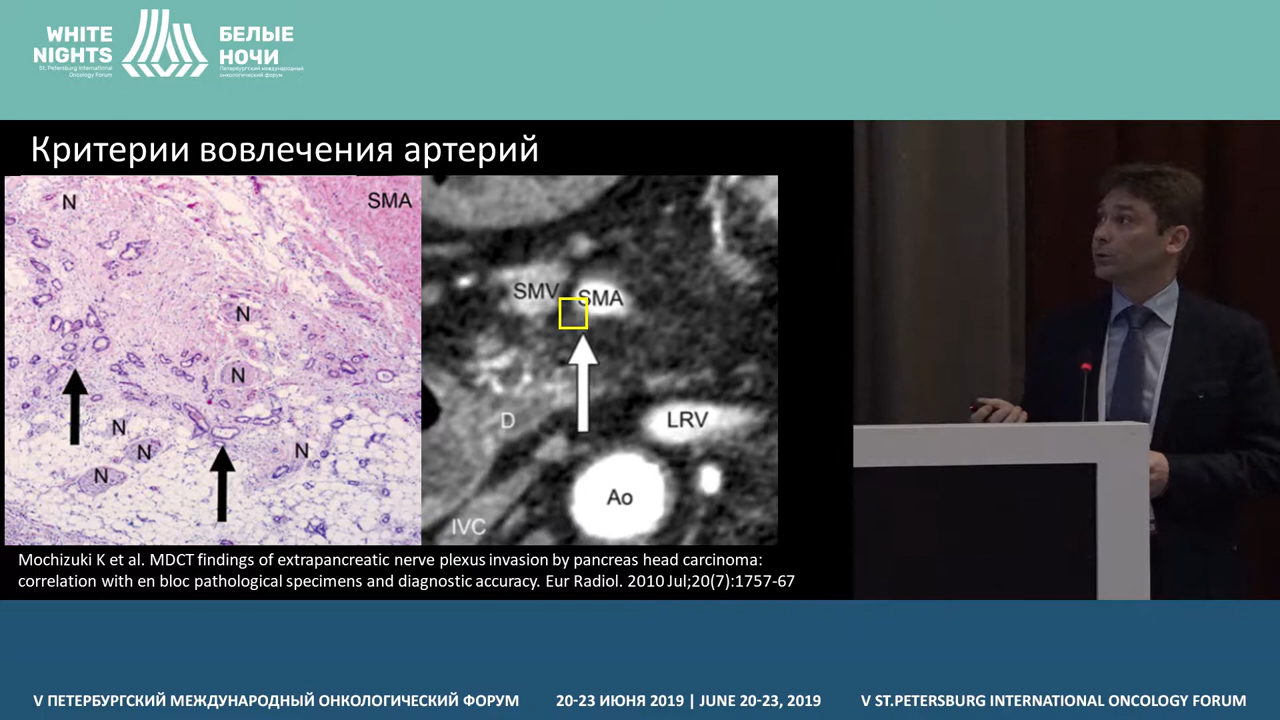 WHITE
NIGHTS
St. Petersburg International
Oncology Forum
БЕЛЫЕ
НОЧИ
Петербургский международный
онкологический форум
Критерии вовлечения артерий
N
SMA
N
N
N
N
N
N
SMV
SMA
D
LRV
Ao
IVC
Mochizuki K et al. MDCT findings of extrapancreatic nerve plexus invasion by pancreas head carcinoma:
correlation with en bloc pathological specimens and diagnostic accuracy. Eur Radiol. 2010 Jul;20(7):1757-67
V ПЕТЕРБУРГСКИЙ МЕЖДУНАРОДНЫЙ ОНКОЛОГИЧЕСКИЙ ФОРУМ
20-23 ИЮНЯ 2019 | JUNE 20-23, 2019
V ST.PETERSBURG INTERNATIONAL ONCOLOGY FORUM